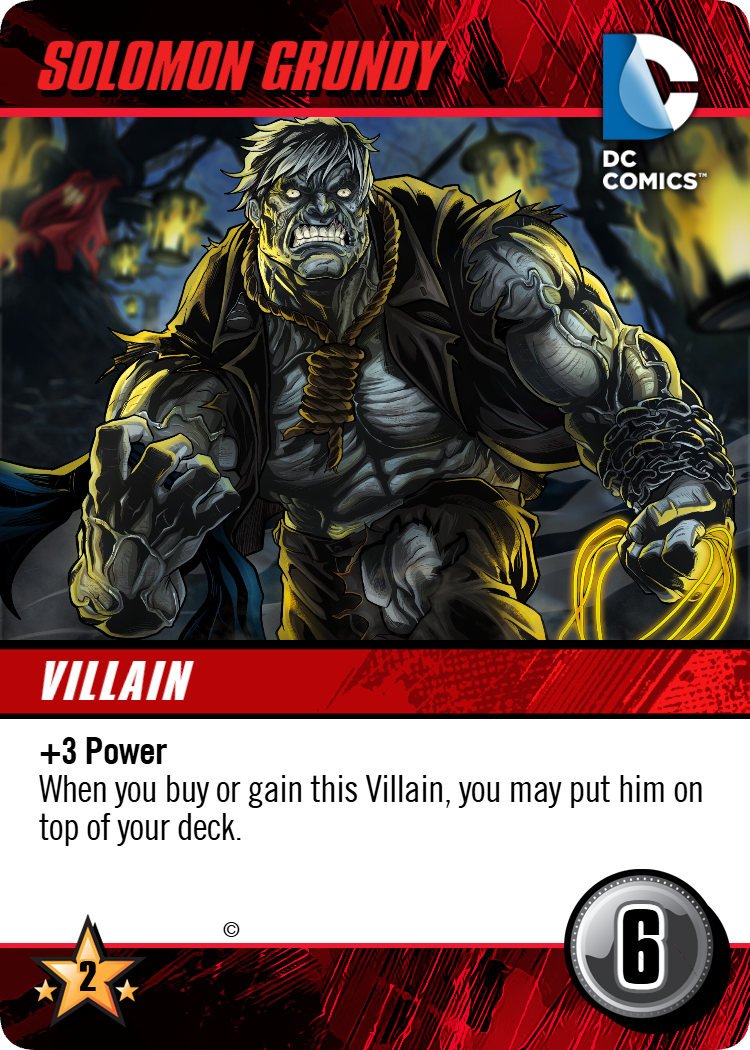 SOLOMON GRUNDY
DC
COMICS™
VILLAIN
+3 Power
When you buy or gain this Villain, you may put him on
top of your deck.
©
2
6